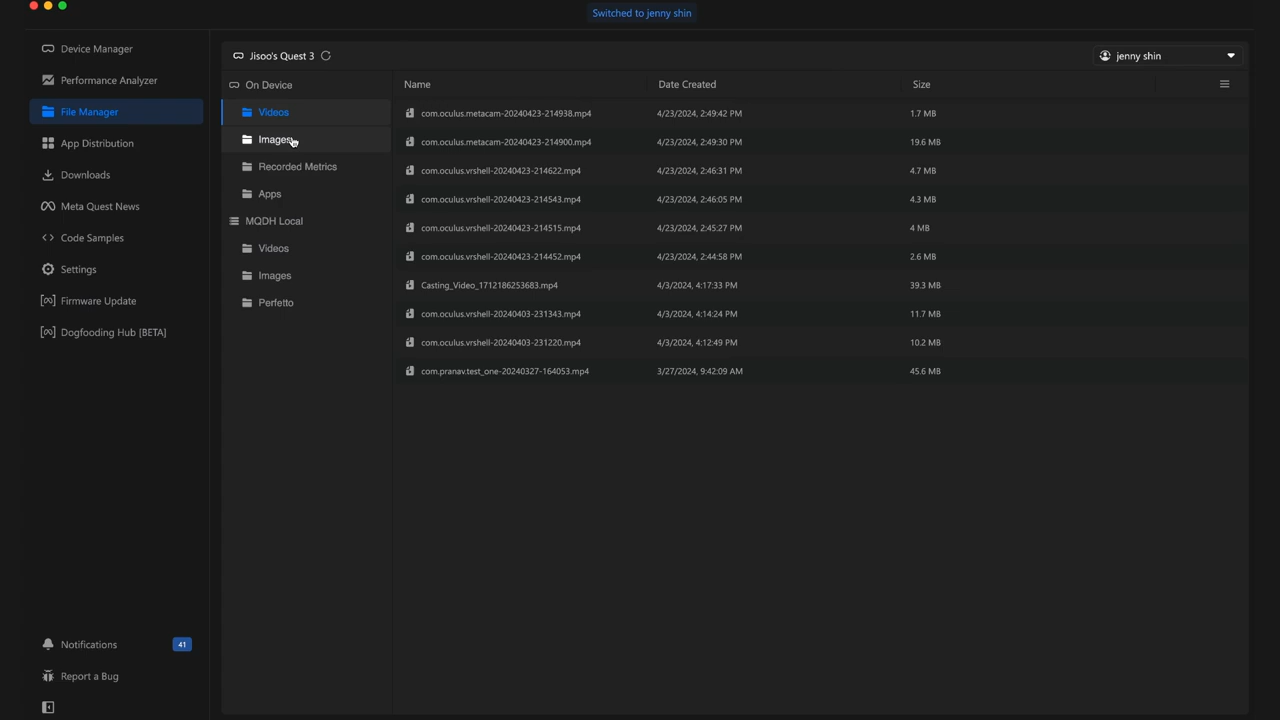 Switched to jenny shin
Device Manager
Performance Analyzer
File Manager
App Distribution
Downloads
Meta Quest News
Code Samples
Settings
Firmware Update
Dogfooding Hub [BETA]
Notifications 41
Report a Bug
Jisoo's Quest 3
jenny shin
On Device
Videos
Images
Recorded Metrics
Apps
MQDH Local
Videos
Images
Perfetto
Name Date Created Size
com.oculus.metacam-20240423-214938.mp4 4/23/2024, 2:49:42 PM 1.7 MB
com.oculus.metacam-20240423-214900.mp4 4/23/2024, 2:49:30 PM 19.6 MB
com.oculus.vrshell-20240423-214622.mp4 4/23/2024, 2:46:31 PM 4.7 MB
com.oculus.vrshell-20240423-214543.mp4 4/23/2024, 2:46:05 PM 4.3 MB
com.oculus.vrshell-20240423-214515.mp4 4/23/2024, 2:45:27 PM 4 MB
com.oculus.vrshell-20240423-214452.mp4 4/23/2024, 2:44:58 PM 2.6 MB
Casting_Video_1712186253683.mp4 4/3/2024, 4:17:33 PM 39.3 MB
com.oculus.vrshell-20240403-231343.mp4 4/3/2024, 4:14:24 PM 11.7 MB
com.oculus.vrshell-20240403-231220.mp4 4/3/2024, 4:12:49 PM 10.2 MB
com.pranav.test_one-20240327-164053.mp4 3/27/2024, 9:42:09 AM 45.6 MB